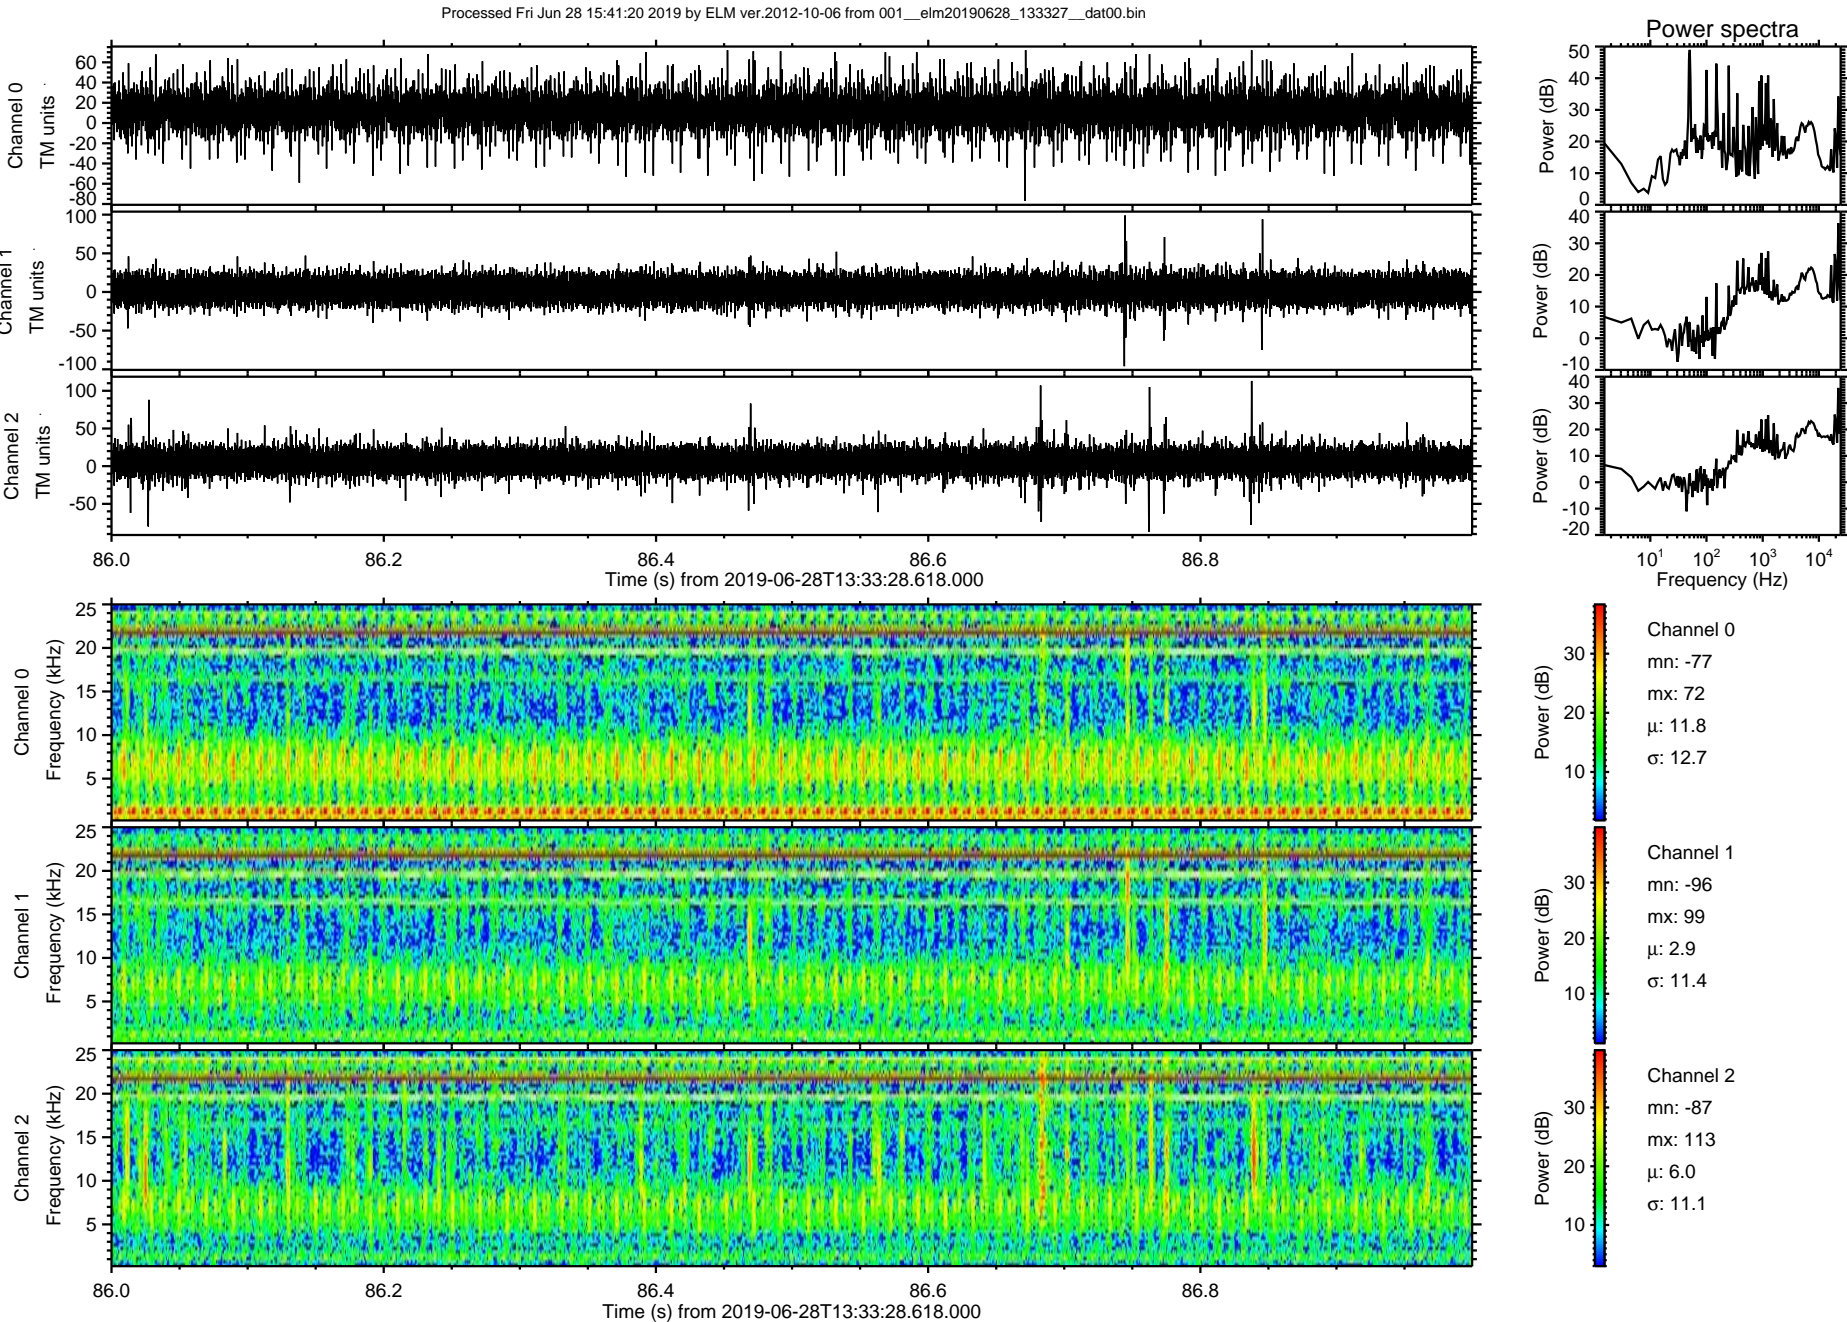 Processed Fri Jun 28 15:41:20 2019 by ELM ver.2012-10-06 from 001__elm20190628_133327__dat00.bin
Power spectra
Channel 0
TM units
60
40
20
0
-20
-40
-60
-80
Power (dB)
50
40
30
20
10
0
Channel 1
TM units
100
50
0
-50
-100
Power (dB)
40
30
20
10
0
-10
Channel 2
TM units
100
50
0
-50
Power (dB)
40
30
20
10
0
-10
-20
86.0 86.2 86.4 86.6 86.8
Time (s) from 2019-06-28T13:33:28.618.000
10¹ 10² 10³ 10⁴
Frequency (Hz)
Channel 0
Frequency (kHz)
25
20
15
10
5
Power (dB)
30
20
10
Channel 0
mn: -77
mx: 72
μ: 11.8
σ: 12.7
Channel 1
Frequency (kHz)
25
20
15
10
5
Power (dB)
30
20
10
Channel 1
mn: -96
mx: 99
μ: 2.9
σ: 11.4
Channel 2
Frequency (kHz)
25
20
15
10
5
Power (dB)
30
20
10
Channel 2
mn: -87
mx: 113
μ: 6.0
σ: 11.1
86.0 86.2 86.4 86.6 86.8
Time (s) from 2019-06-28T13:33:28.618.000